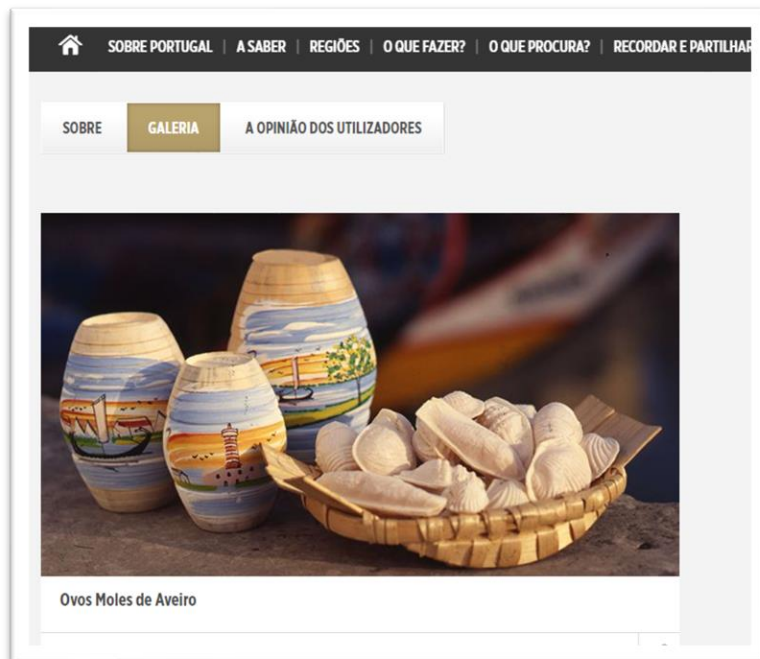 SOBRE PORTUGAL | A SABER | REGIÕES | O QUE FAZER? | O QUE PROCURA? | RECORDAR E PARTILHAR
SOBRE GALERIA A OPINIÃO DOS UTILIZADORES
Ovos Moles de Aveiro